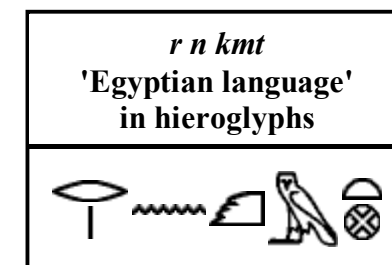 r n kmt
'Egyptian language'
in hieroglyphs
𓂋𓏤𓈖𓆎𓅓𓏏𓊖